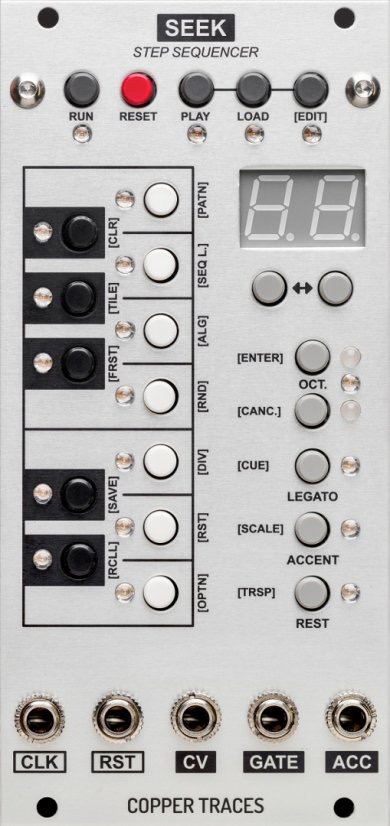 SEEK
STEP SEQUENCER
RUN
RESET
PLAY
LOAD
[EDIT]
[PATN]
[CLR]
[SEQ L.]
[TILE]
[ALG]
[FRST]
[RND]
[DIV]
[SAVE]
[RST]
[RCLL]
[OPTN]
[ENTER]
OCT.
[CANC.]
[CUE]
LEGATO
[SCALE]
ACCENT
[TRSP]
REST
CLK
RST
CV
GATE
ACC
COPPER TRACES